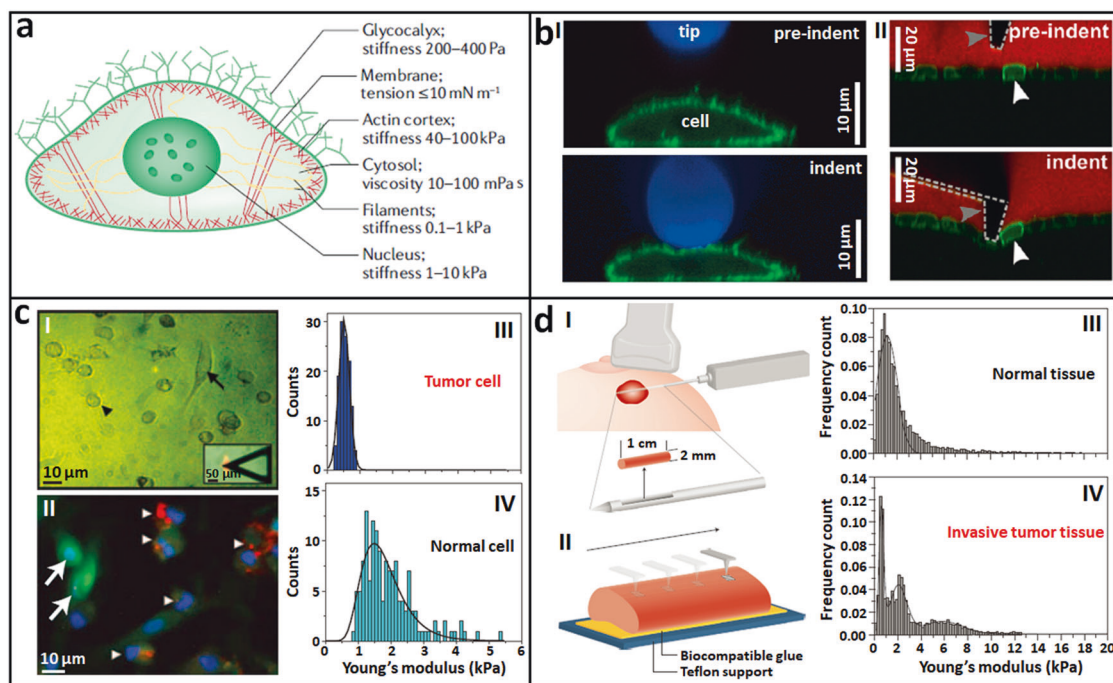 a
Glycocalyx;
stiffness 200–400 Pa
Membrane;
tension ≤10 mN m⁻¹
Actin cortex;
stiffness 40–100 kPa
Cytosol;
viscosity 10–100 mPa s
Filaments;
stiffness 0.1–1 kPa
Nucleus;
stiffness 1–10 kPa
b
I
tip
pre-indent
cell
10 μm
indent
10 μm
II
20 μm
pre-indent
20 μm
indent
c
I
10 μm
50 μm
II
10 μm
III
Tumor cell
Counts
30
20
10
0
IV
Normal cell
Counts
15
10
5
0
0 1 2 3 4 5 6
Young's modulus (kPa)
d
I
1 cm
2 mm
II
Biocompatible glue
Teflon support
III
Normal tissue
Frequency count
0.10
0.08
0.06
0.04
0.02
0.00
IV
Invasive tumor tissue
Frequency count
0.14
0.12
0.10
0.08
0.06
0.04
0.02
0.00
0 2 4 6 8 10 12 14 16 18 20
Young's modulus (kPa)